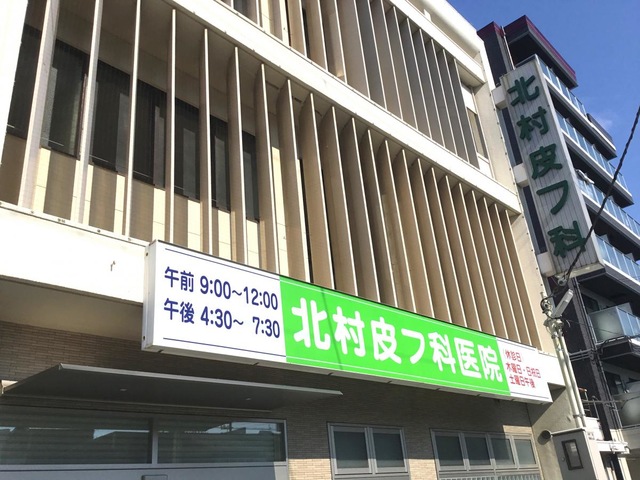 北村皮フ科
午前 9:00〜12:00
午後 4:30〜 7:30
北村皮フ科医院
休診日
木曜日・日祝日
土曜日午後